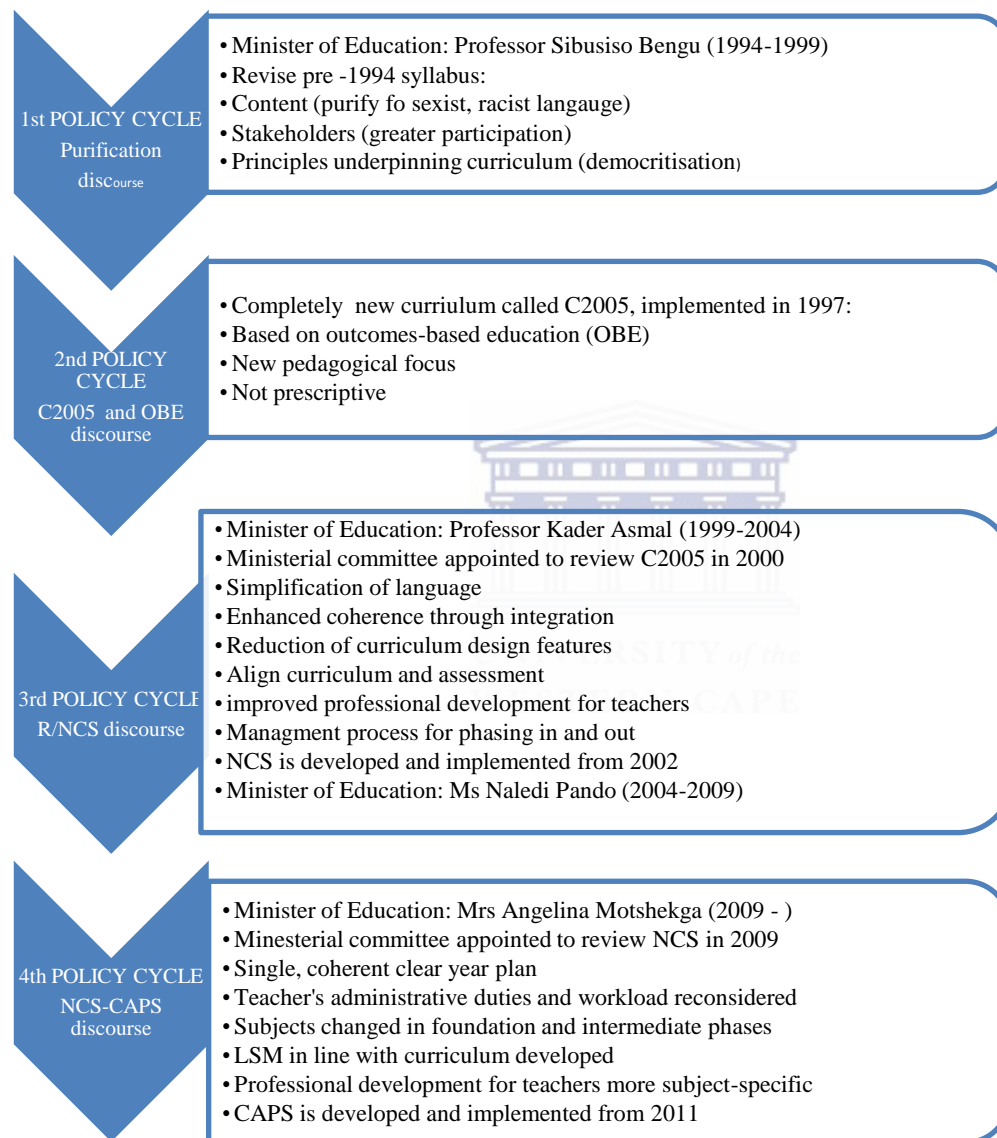 1st POLICY CYCLE
Purification
discourse
• Minister of Education: Professor Sibusiso Bengu (1994-1999)
• Revise pre -1994 syllabus:
• Content (purify fo sexist, racist langauge)
• Stakeholders (greater participation)
• Principles underpinning curriculum (democritisation)
2nd POLICY
CYCLE
C2005 and OBE
discourse
• Completely new curriulum called C2005, implemented in 1997:
• Based on outcomes-based education (OBE)
• New pedagogical focus
• Not prescriptive
3rd POLICY CYCLE
R/NCS discourse
• Minister of Education: Professor Kader Asmal (1999-2004)
• Ministerial committee appointed to review C2005 in 2000
• Simplification of language
• Enhanced coherence through integration
• Reduction of curriculum design features
• Align curriculum and assessment
• improved professional development for teachers
• Managment process for phasing in and out
• NCS is developed and implemented from 2002
• Minister of Education: Ms Naledi Pando (2004-2009)
UNIVERSITY of the
WESTERN CAPE
4th POLICY CYCLE
NCS-CAPS
discourse
• Minister of Education: Mrs Angelina Motshekga (2009 - )
• Minesterial committee appointed to review NCS in 2009
• Single, coherent clear year plan
• Teacher's administrative duties and workload reconsidered
• Subjects changed in foundation and intermediate phases
• LSM in line with curriculum developed
• Professional development for teachers more subject-specific
• CAPS is developed and implemented from 2011